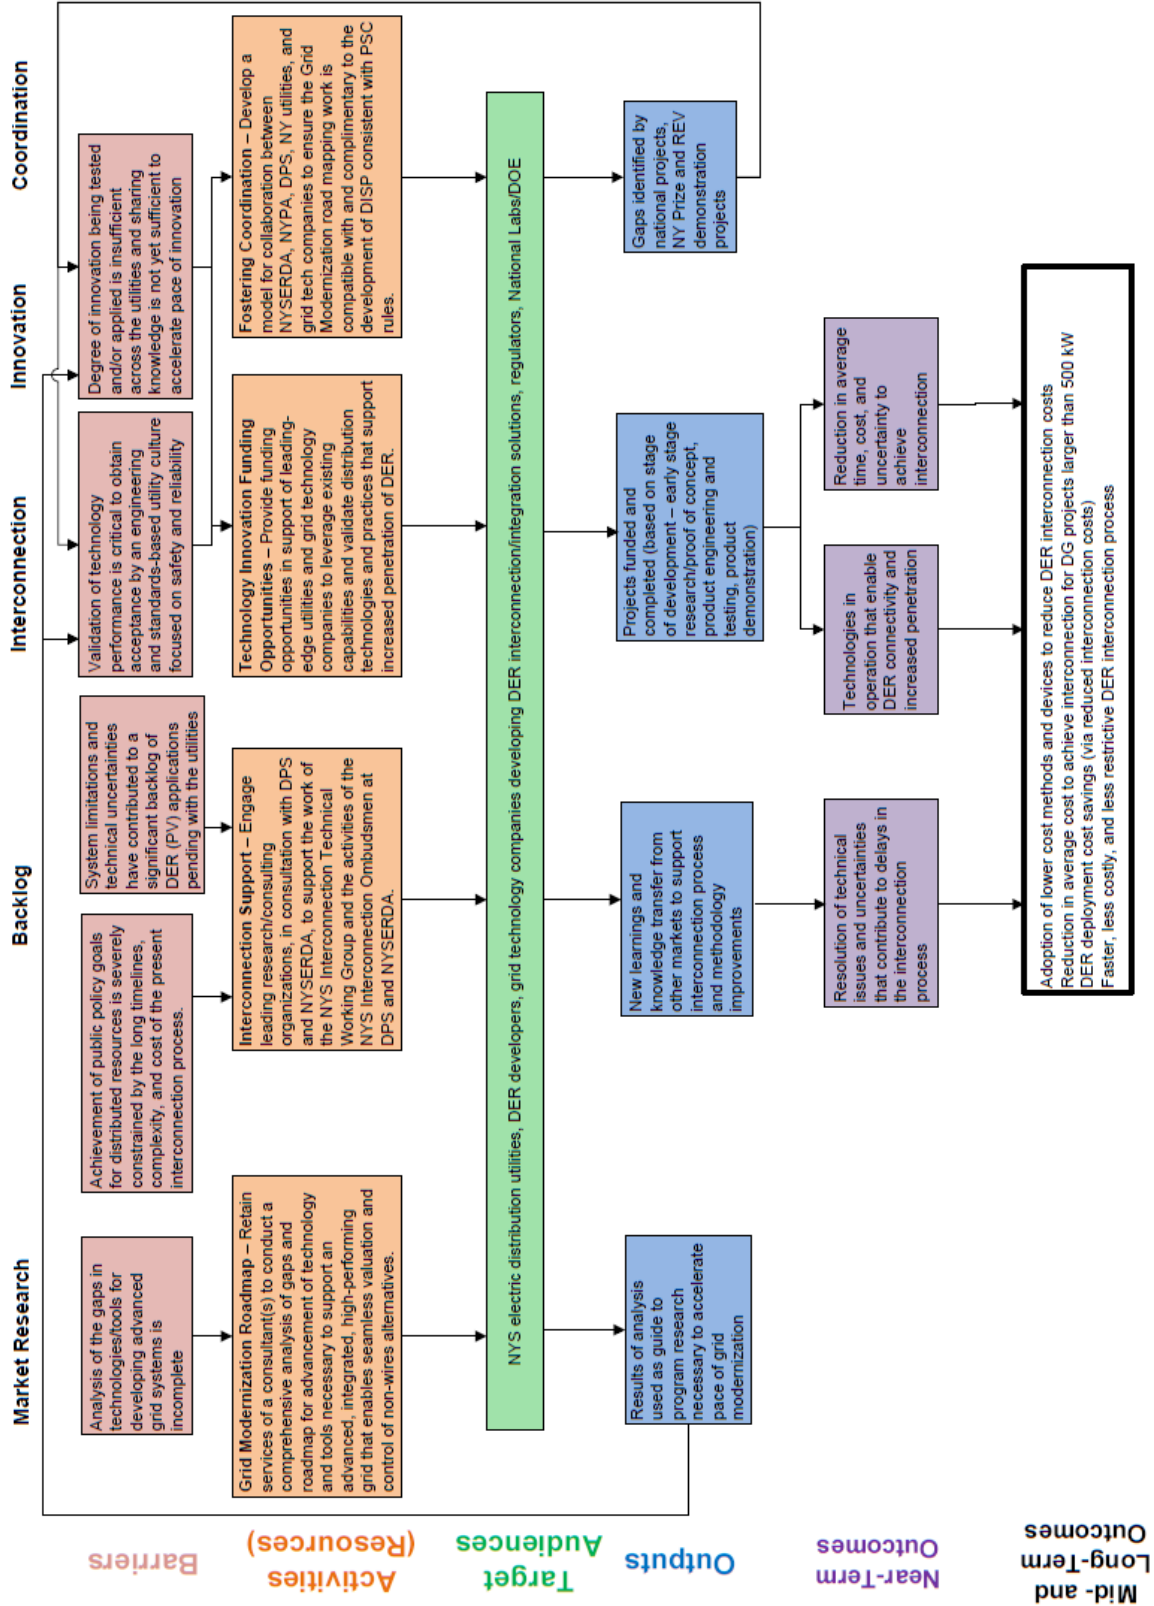 Market Research
Backlog
Interconnection
Innovation
Coordination
Barriers
Analysis of the gaps in
technologies/tools for
developing advanced
grid systems is
incomplete
Achievement of public policy goals
for distributed resources is severely
constrained by the long timelines,
complexity, and cost of the present
interconnection process.
System limitations and
technical uncertainties
have contributed to a
significant backlog of
DER (PV) applications
pending with the utilities
Validation of technology
performance is critical to obtain
acceptance by an engineering
and standards-based utility culture
focused on safety and reliability
Degree of innovation being tested
and/or applied is insufficient
across the utilities and sharing
knowledge is not yet sufficient to
accelerate pace of innovation
Activities
(Resources)
Grid Modernization Roadmap – Retain
services of a consultant(s) to conduct a
comprehensive analysis of gaps and
roadmap for advancement of technology
and tools necessary to support an
advanced, integrated, high-performing
grid that enables seamless valuation and
control of non-wires alternatives.
Interconnection Support – Engage
leading research/consulting
organizations, in consultation with DPS
and NYSERDA, to support the work of
the NYS Interconnection Technical
Working Group and the activities of the
NYS Interconnection Ombudsmen at
DPS and NYSERDA.
Technology Innovation Funding
Opportunities – Provide funding
opportunities in support of leading-
edge utilities and grid technology
companies to leverage existing
capabilities and validate distribution
technologies and practices that support
increased penetration of DER.
Fostering Coordination – Develop a
model for collaboration between
NYSERDA, NYPA, DPS, NY utilities, and
grid tech companies to ensure the Grid
Modernization road mapping work is
compatible with and complimentary to the
development of DISP consistent with PSC
rules.
Target
Audiences
NYS electric distribution utilities, DER developers, grid technology companies developing DER interconnection/integration solutions, regulators, National Labs/DOE
Outputs
Results of analysis
used as guide to
program research
necessary to accelerate
pace of grid
modernization
New learnings and
knowledge transfer from
other markets to support
interconnection process
and methodology
improvements
Projects funded and
completed (based on stage
of development – early stage
research/proof of concept,
product engineering and
testing, product
demonstration)
Gaps identified by
national projects,
NY Prize and REV
demonstration
projects
Near-Term
Outcomes
Resolution of technical
issues and uncertainties
that contribute to delays in
the interconnection
process
Technologies in
operation that enable
DER connectivity and
increased penetration
Reduction in average
time, cost, and
uncertainty to
achieve
interconnection
Mid- and
Long-Term
Outcomes
Adoption of lower cost methods and devices to reduce DER interconnection costs
Reduction in average cost to achieve interconnection for DG projects larger than 500 kW
DER deployment cost savings (via reduced interconnection costs)
Faster, less costly, and less restrictive DER interconnection process